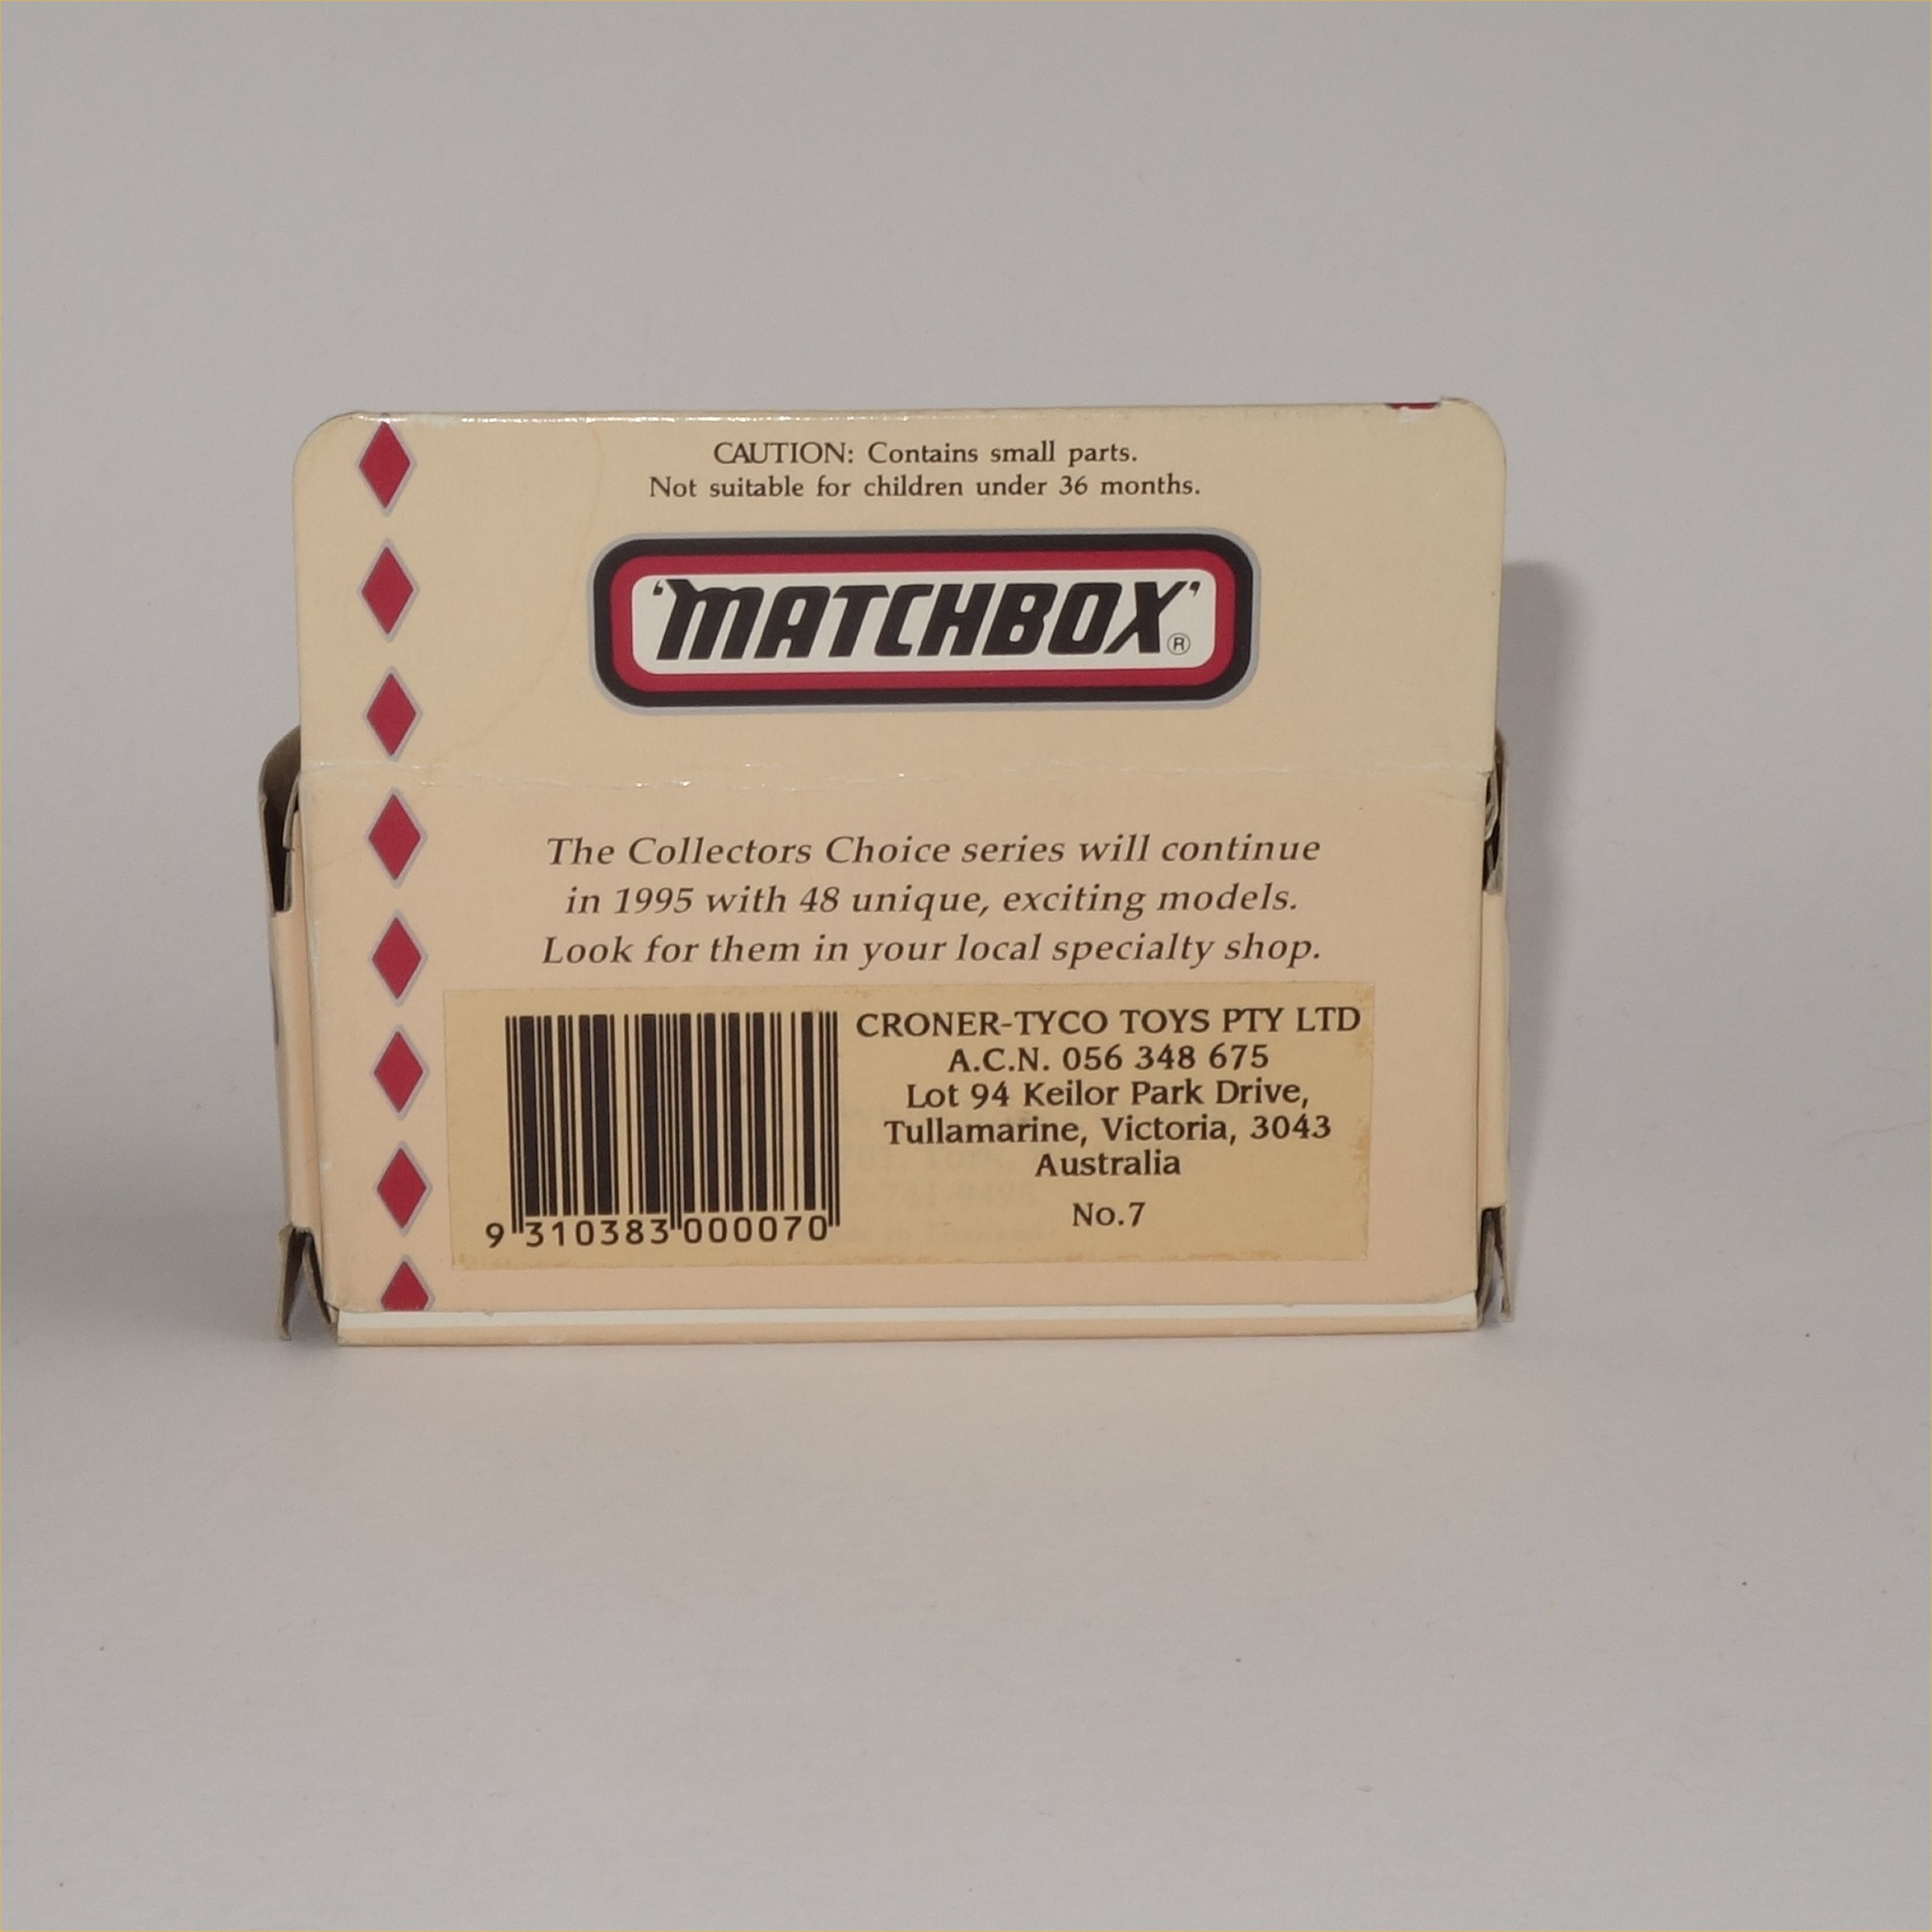 CAUTION: Contains small parts.
Not suitable for children under 36 months.
'MATCHBOX'®
The Collectors Choice series will continue
in 1995 with 48 unique, exciting models.
Look for them in your local specialty shop.
CRONER-TYCO TOYS PTY LTD
A.C.N. 056 348 675
Lot 94 Keilor Park Drive,
Tullamarine, Victoria, 3043
Australia
No.7
9 310383 000070